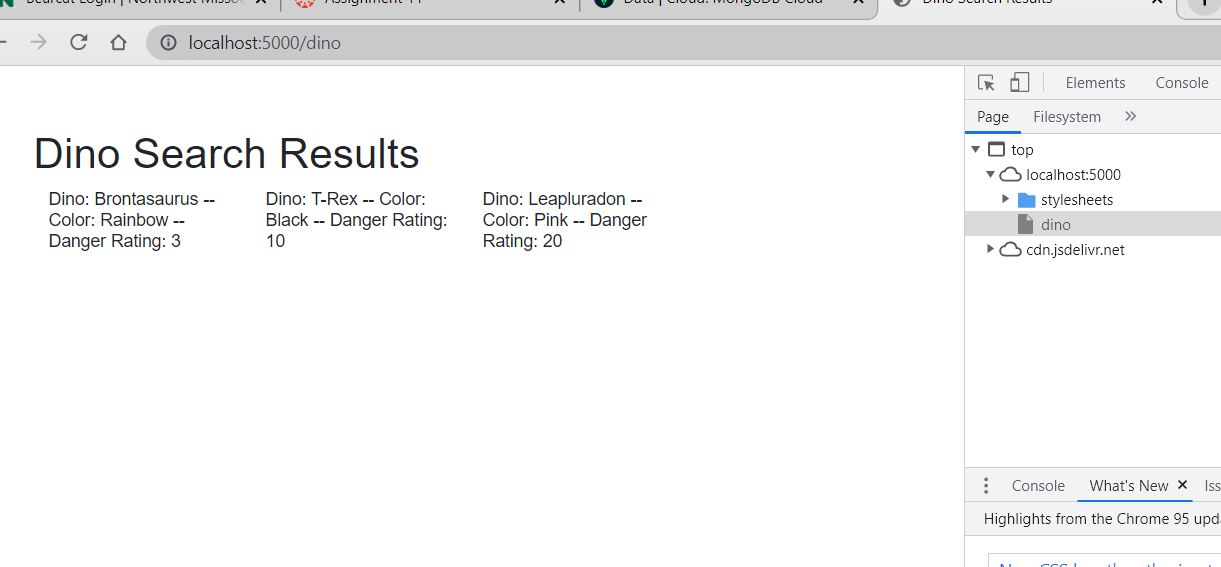 Bearcat Login | Northwest Misso
Assignment 11
Data | Cloud: MongoDB Cloud
Dino Search Results
localhost:5000/dino
Elements Console
Page Filesystem
top
localhost:5000
stylesheets
dino
cdn.jsdelivr.net
Dino Search Results
Dino: Brontasaurus --
Color: Rainbow --
Danger Rating: 3
Dino: T-Rex -- Color:
Black -- Danger Rating:
10
Dino: Leapluradon --
Color: Pink -- Danger
Rating: 20
Console What's New Iss
Highlights from the Chrome 95 upd